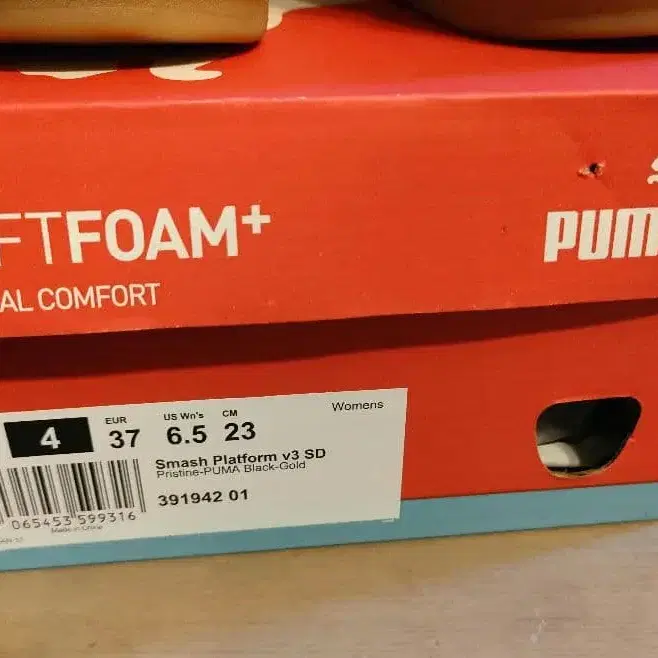 FTFOAM+
AL COMFORT
PUM
Womens
EUR US Wn's CM
4 37 6.5 23
Smash Platform v3 SD
Pristine-PUMA Black-Gold
391942 01
065453 599316
Made in China